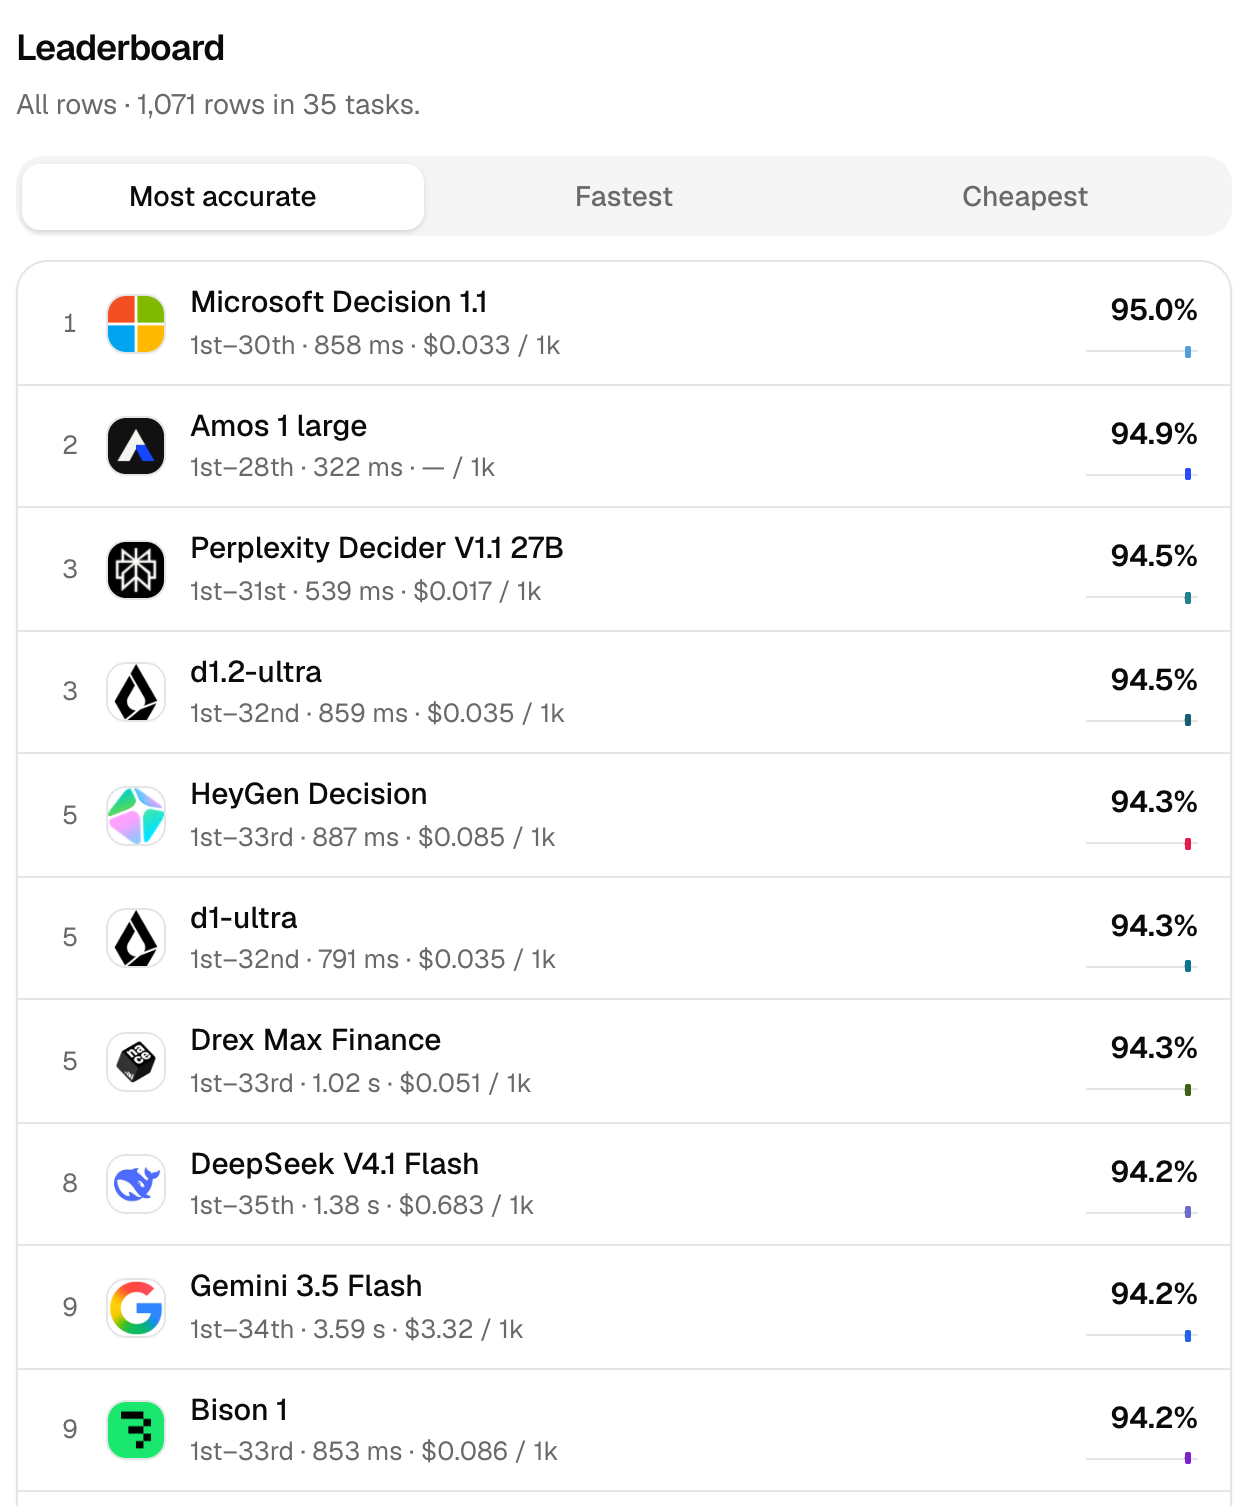 Leaderboard
All rows · 1,071 rows in 35 tasks.
Most accurate
Fastest
Cheapest
1
Microsoft Decision 1.1
1st–30th · 858 ms · $0.033 / 1k
95.0%
2
Amos 1 large
1st–28th · 322 ms · — / 1k
94.9%
3
Perplexity Decider V1.1 27B
1st–31st · 539 ms · $0.017 / 1k
94.5%
3
d1.2-ultra
1st–32nd · 859 ms · $0.035 / 1k
94.5%
5
HeyGen Decision
1st–33rd · 887 ms · $0.085 / 1k
94.3%
5
d1-ultra
1st–32nd · 791 ms · $0.035 / 1k
94.3%
5
Drex Max Finance
1st–33rd · 1.02 s · $0.051 / 1k
94.3%
8
DeepSeek V4.1 Flash
1st–35th · 1.38 s · $0.683 / 1k
94.2%
9
Gemini 3.5 Flash
1st–34th · 3.59 s · $3.32 / 1k
94.2%
9
Bison 1
1st–33rd · 853 ms · $0.086 / 1k
94.2%